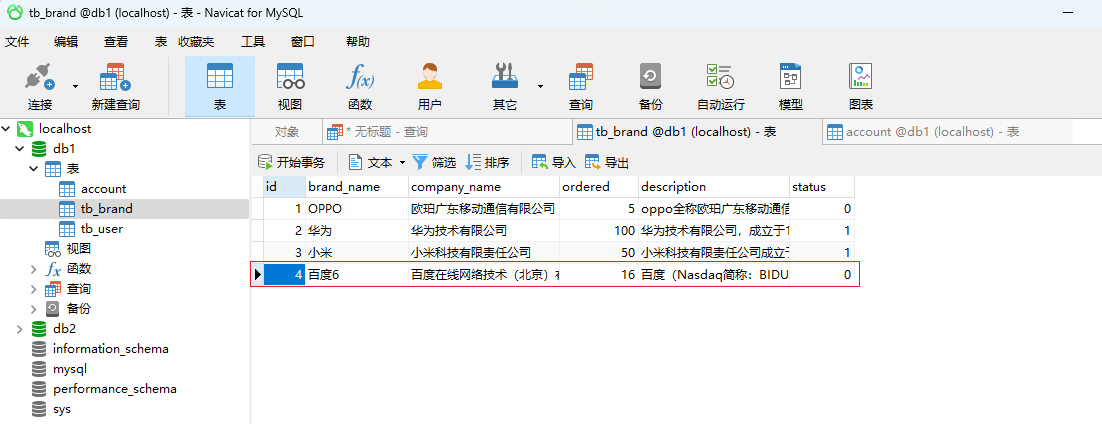 tb_brand @db1 (localhost) - 表 - Navicat for MySQL
文件 编辑 查看 表 收藏夹 工具 窗口 帮助
连接 新建查询 表 视图 函数 用户 其它 查询 备份 自动运行 模型 图表
localhost
db1
表
account
tb_brand
tb_user
视图
函数
查询
备份
db2
information_schema
mysql
performance_schema
sys
对象 * 无标题 - 查询 tb_brand @db1 (localhost) - 表 account @db1 (localhost) - 表
开始事务 文本 筛选 排序 导入 导出
id brand_name company_name ordered description status
1 OPPO 欧珀广东移动通信有限公司 5 oppo全称欧珀广东移动通信 0
2 华为 华为技术有限公司 100 华为技术有限公司，成立于1 1
3 小米 小米科技有限责任公司 50 小米科技有限责任公司成立于 1
4 百度6 百度在线网络技术（北京）有 16 百度（Nasdaq简称：BIDU 0